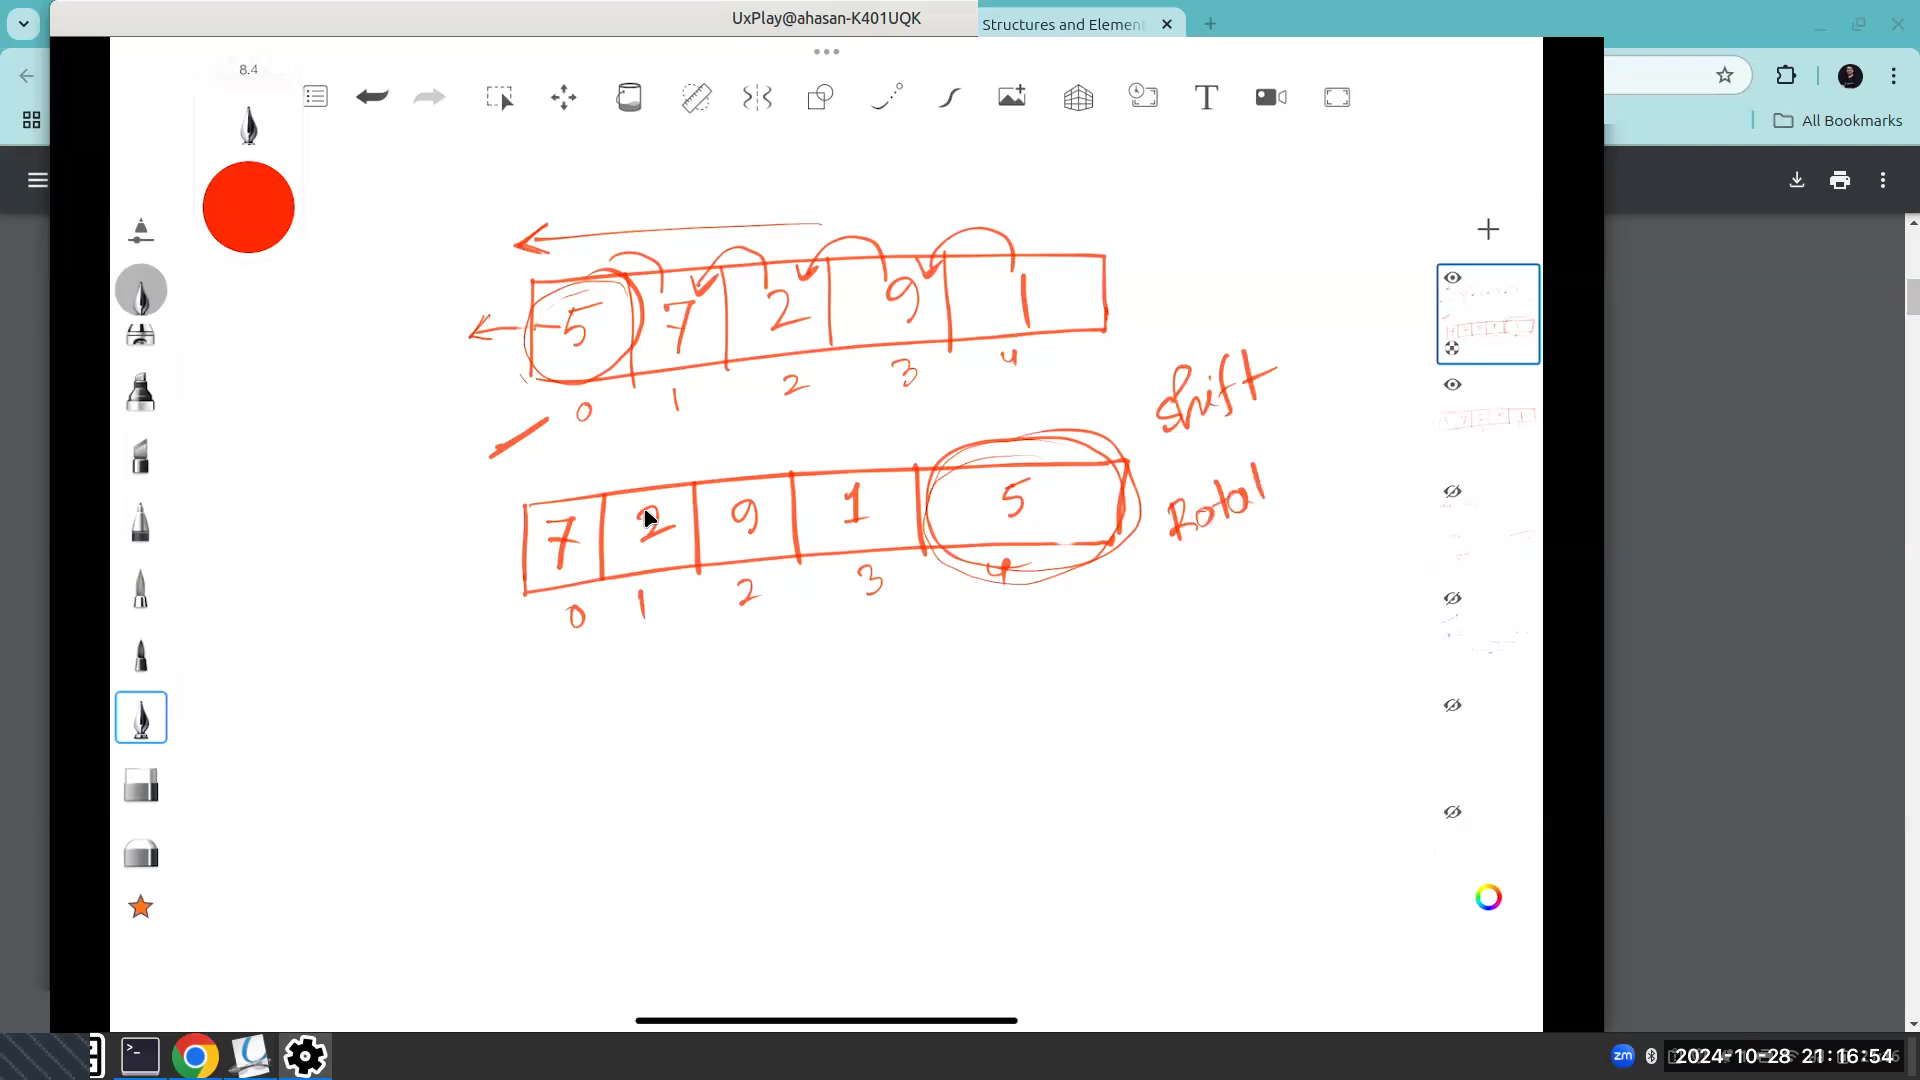 UxPlay@ahasan-K401UQK
Structures and Elemen
8.4
T
All Bookmarks
5 7 2 9 1
0 1 2 3 4
Shift
7 2 9 1 5
Rotat
0 1 2 3 4
zm
2024-10-28 21:16:54